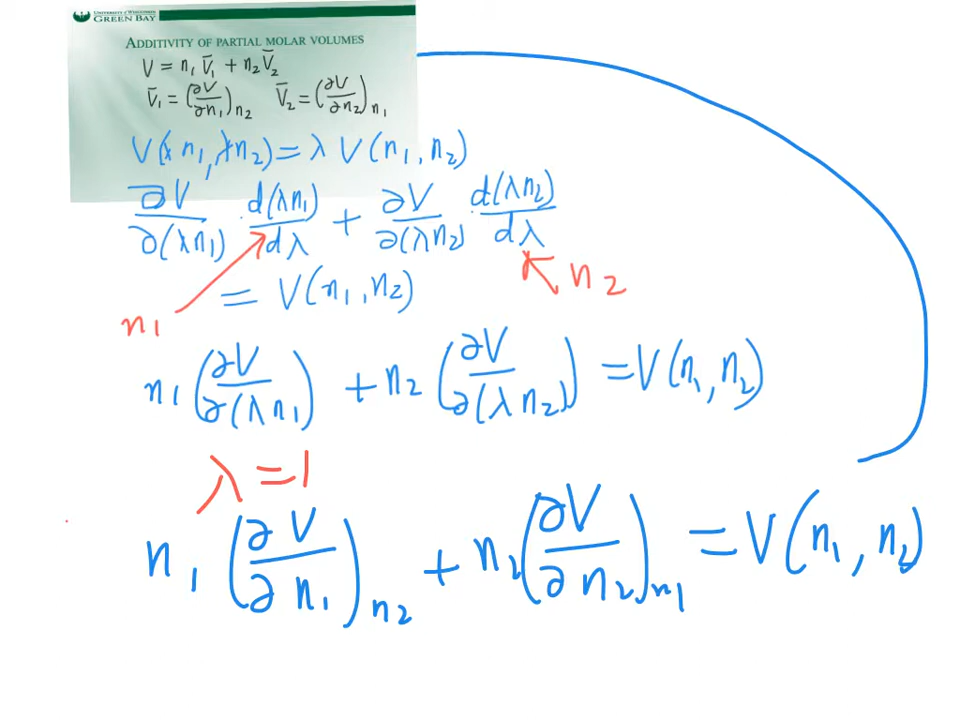 UNIVERSITY of WISCONSIN
GREEN BAY
ADDITIVITY OF PARTIAL MOLAR VOLUMES
V = n₁ V̄₁ + n₂ V̄₂
V̄₁ = (∂V/∂n₁)n₂ V̄₂ = (∂V/∂n₂)n₁
V(λn₁, λn₂) = λ V(n₁, n₂)
∂V/∂(λn₁) · d(λn₁)/dλ + ∂V/∂(λn₂) · d(λn₂)/dλ
= V(n₁, n₂) n₂
n₁
n₁ (∂V/∂(λn₁)) + n₂ (∂V/∂(λn₂)) = V(n₁, n₂)
λ = 1
n₁ (∂V/∂n₁)n₂ + n₂ (∂V/∂n₂)n₁ = V(n₁, n₂)